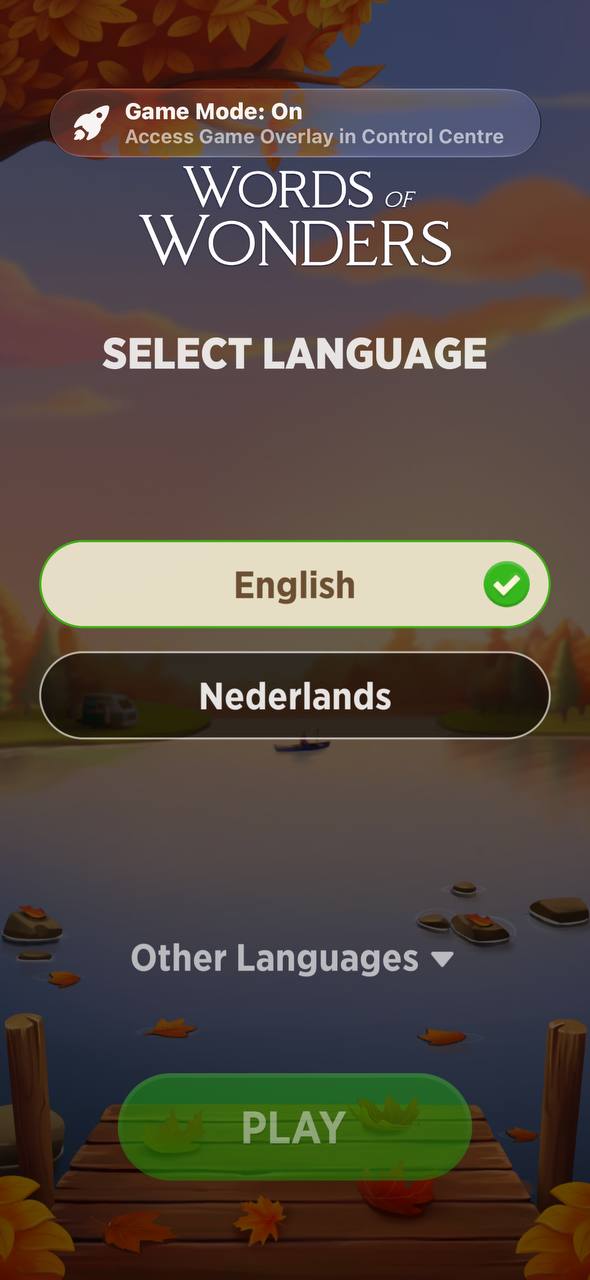 Game Mode: On
Access Game Overlay in Control Centre
WORDS OF
WONDERS
SELECT LANGUAGE
English
Nederlands
Other Languages
PLAY